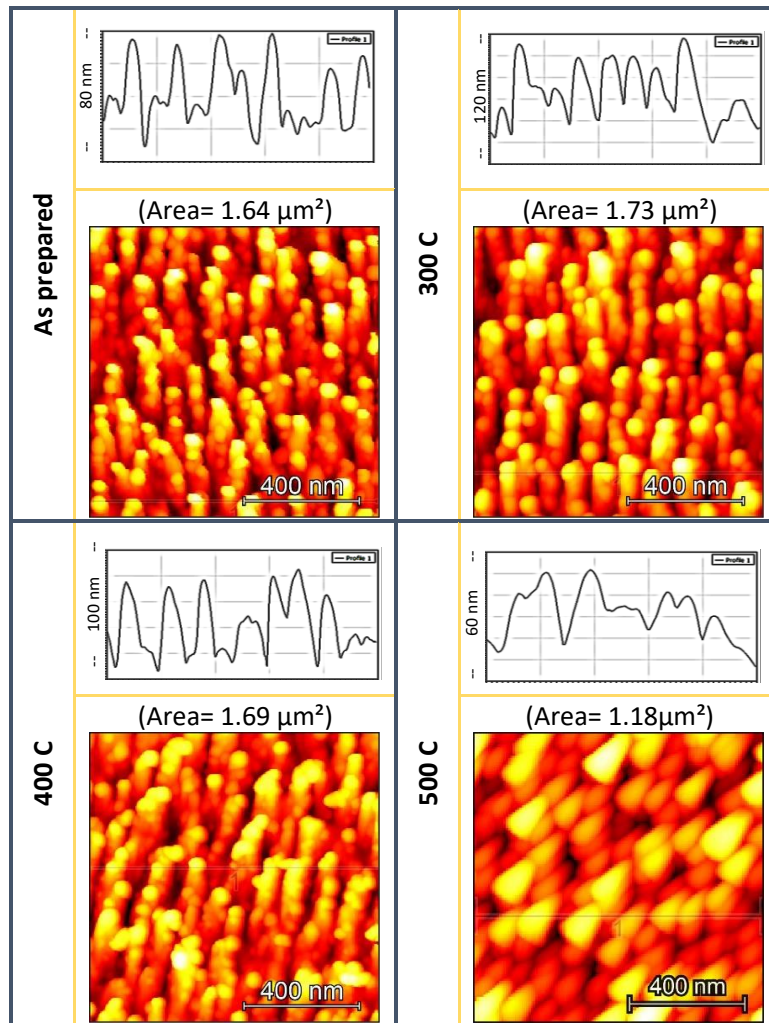 As prepared
80 nm
Profile 1
(Area= 1.64 µm²)
400 nm
300 C
120 nm
Profile 1
(Area= 1.73 µm²)
400 nm
400 C
100 nm
Profile 1
(Area= 1.69 µm²)
1
400 nm
500 C
60 nm
Profile 1
(Area= 1.18µm²)
1
400 nm